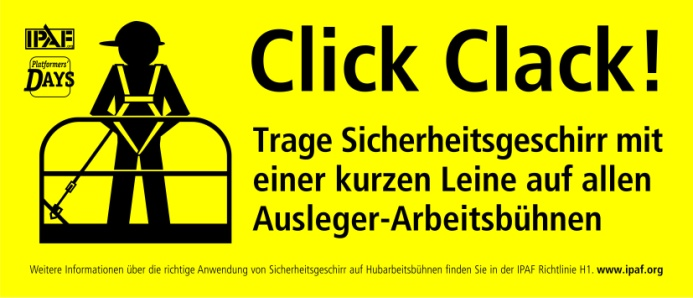 IPAF
Platformers'
DAYS
Click Clack!
Trage Sicherheitsgeschirr mit
einer kurzen Leine auf allen
Ausleger-Arbeitsbühnen
Weitere Informationen über die richtige Anwendung von Sicherheitsgeschirr auf Hubarbeitsbühnen finden Sie in der IPAF Richtlinie H1. www.ipaf.org